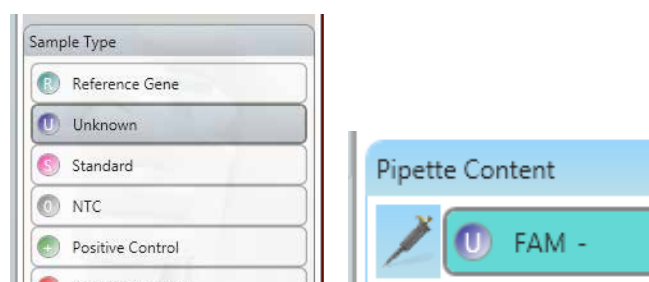 Sample Type
R Reference Gene
U Unknown
S Standard
0 NTC
+ Positive Control
Pipette Content
U FAM -